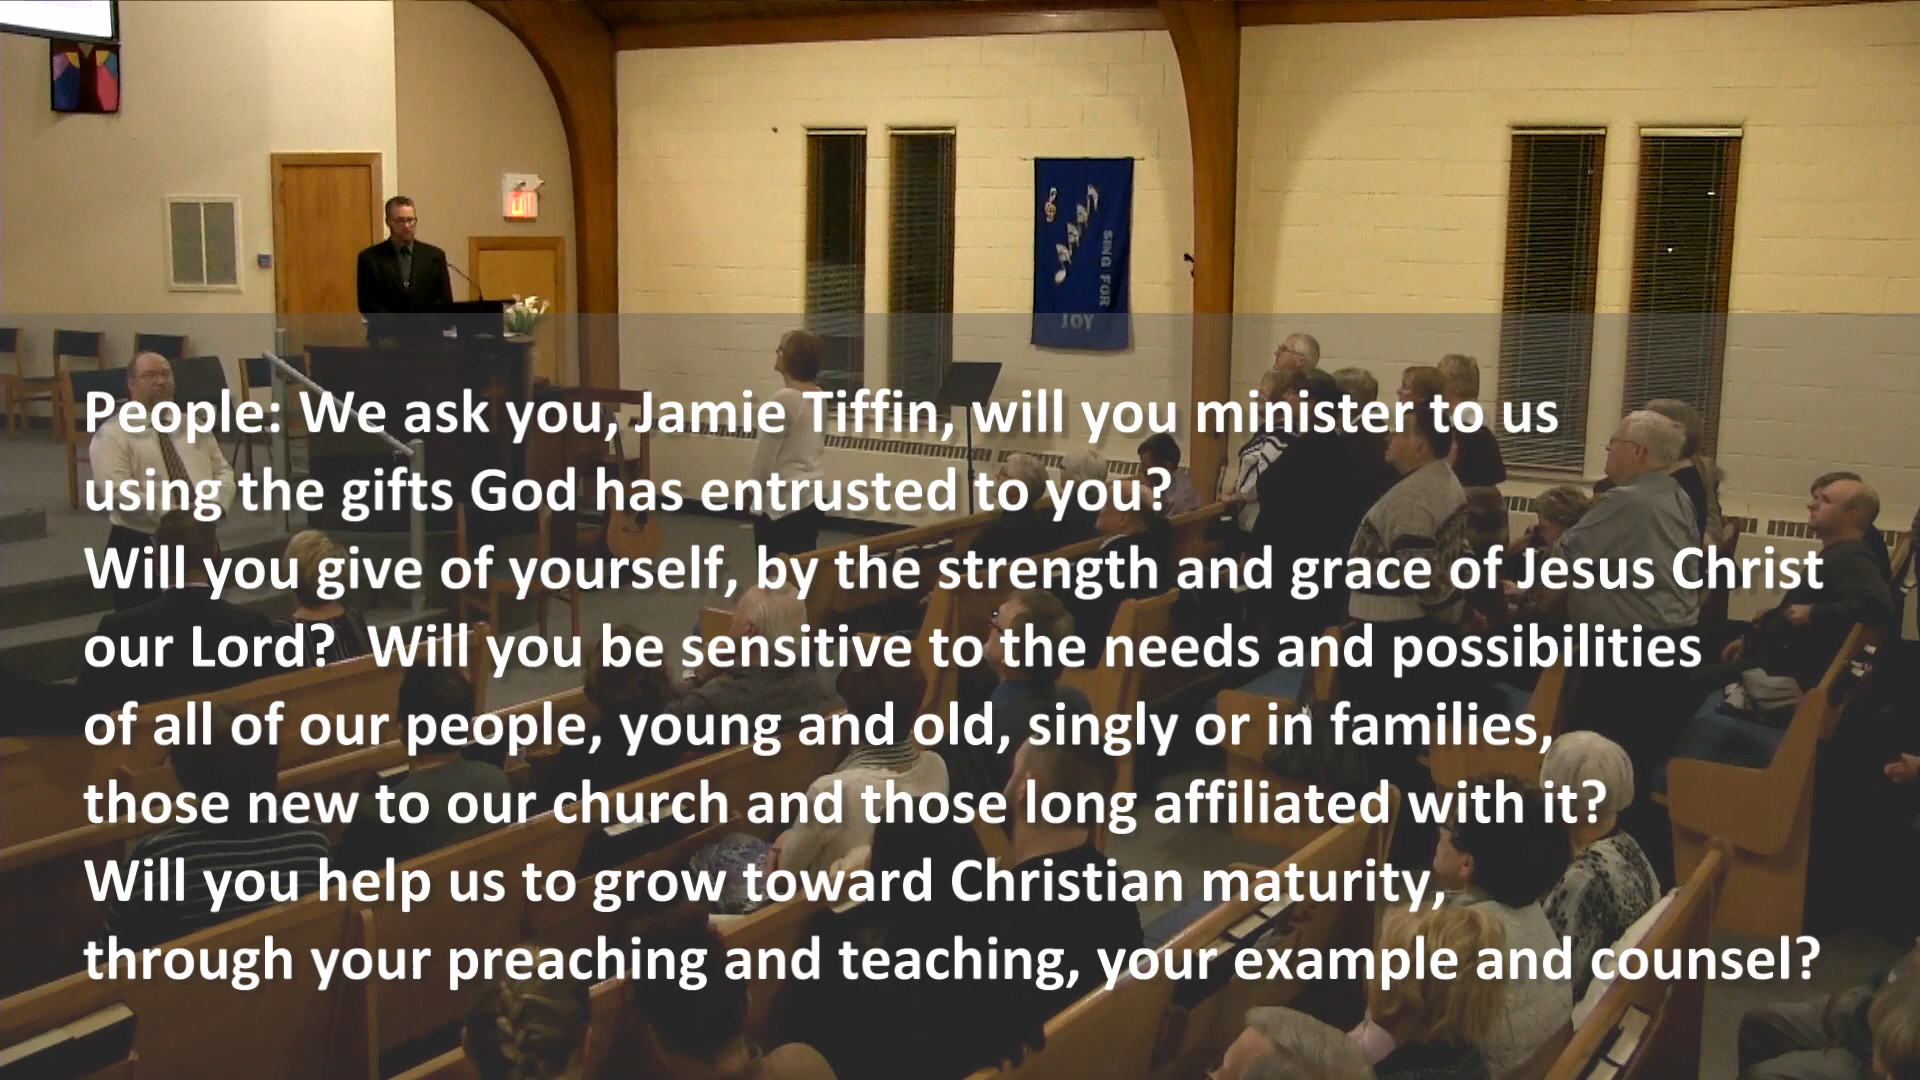 EXIT
SING FOR
JOY
People: We ask you, Jamie Tiffin, will you minister to us
using the gifts God has entrusted to you?
Will you give of yourself, by the strength and grace of Jesus Christ
our Lord?  Will you be sensitive to the needs and possibilities
of all of our people, young and old, singly or in families,
those new to our church and those long affiliated with it?
Will you help us to grow toward Christian maturity,
through your preaching and teaching, your example and counsel?